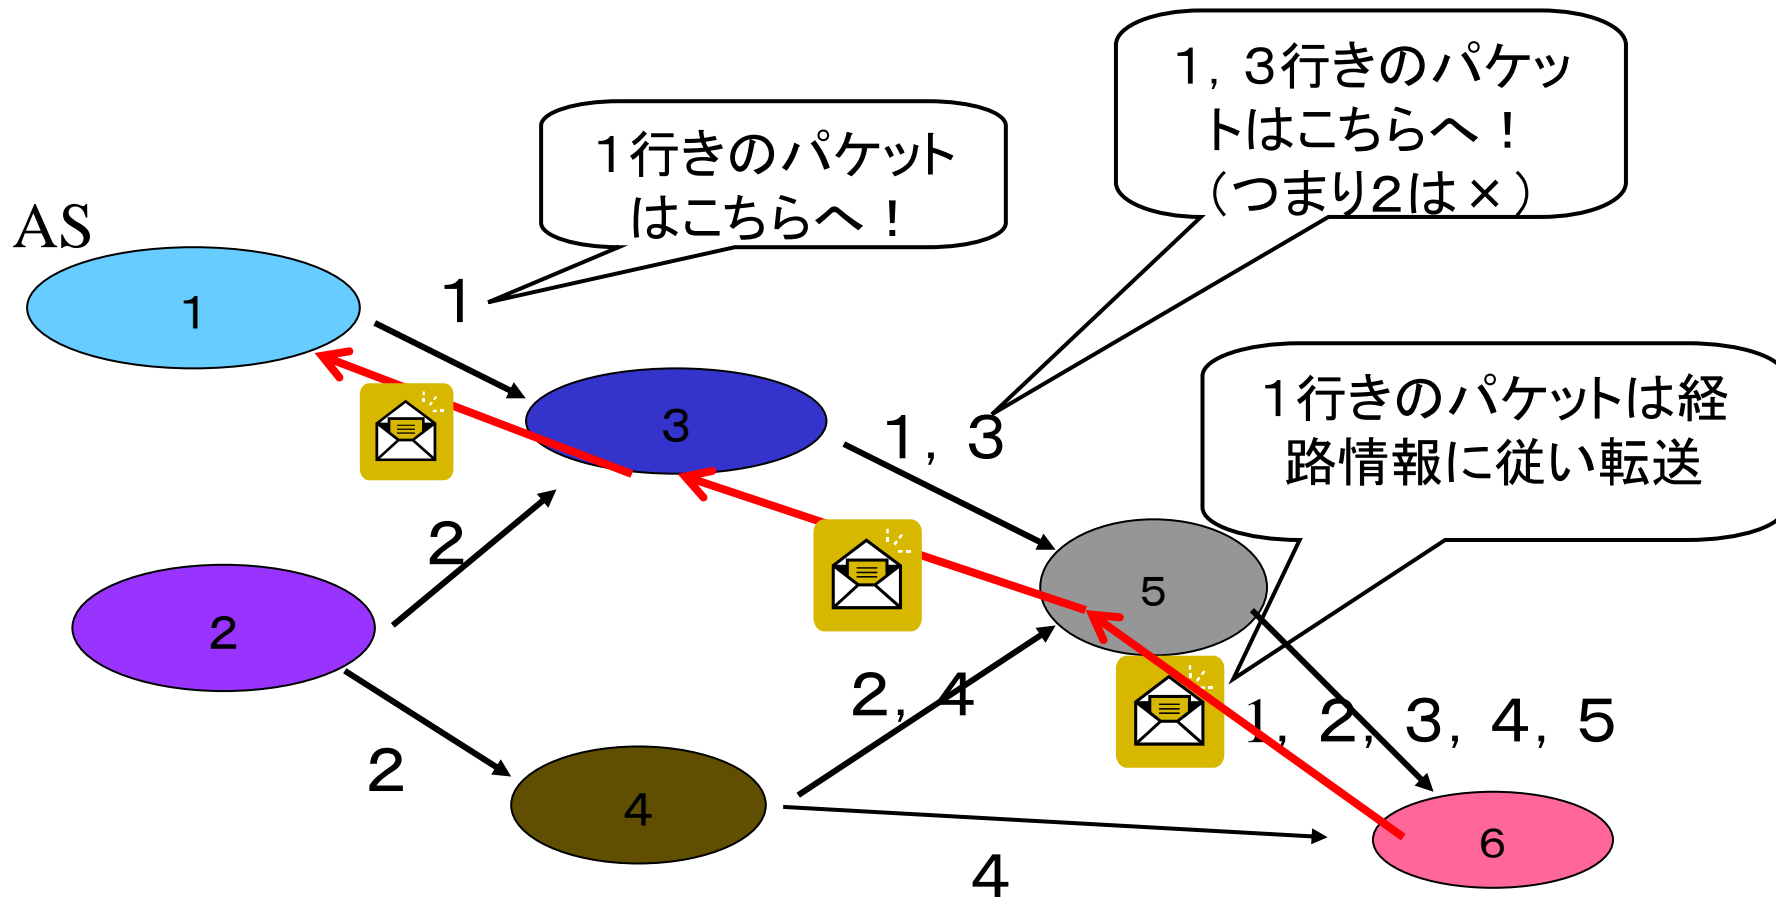 1，3行きのパケッ
トはこちらへ！
（つまり2は×）
1行きのパケット
はこちらへ！
AS
1
1
1行きのパケットは経
路情報に従い転送
3
1，3
2
5
2
2，4
1，2，3，4，5
2
4
6
4